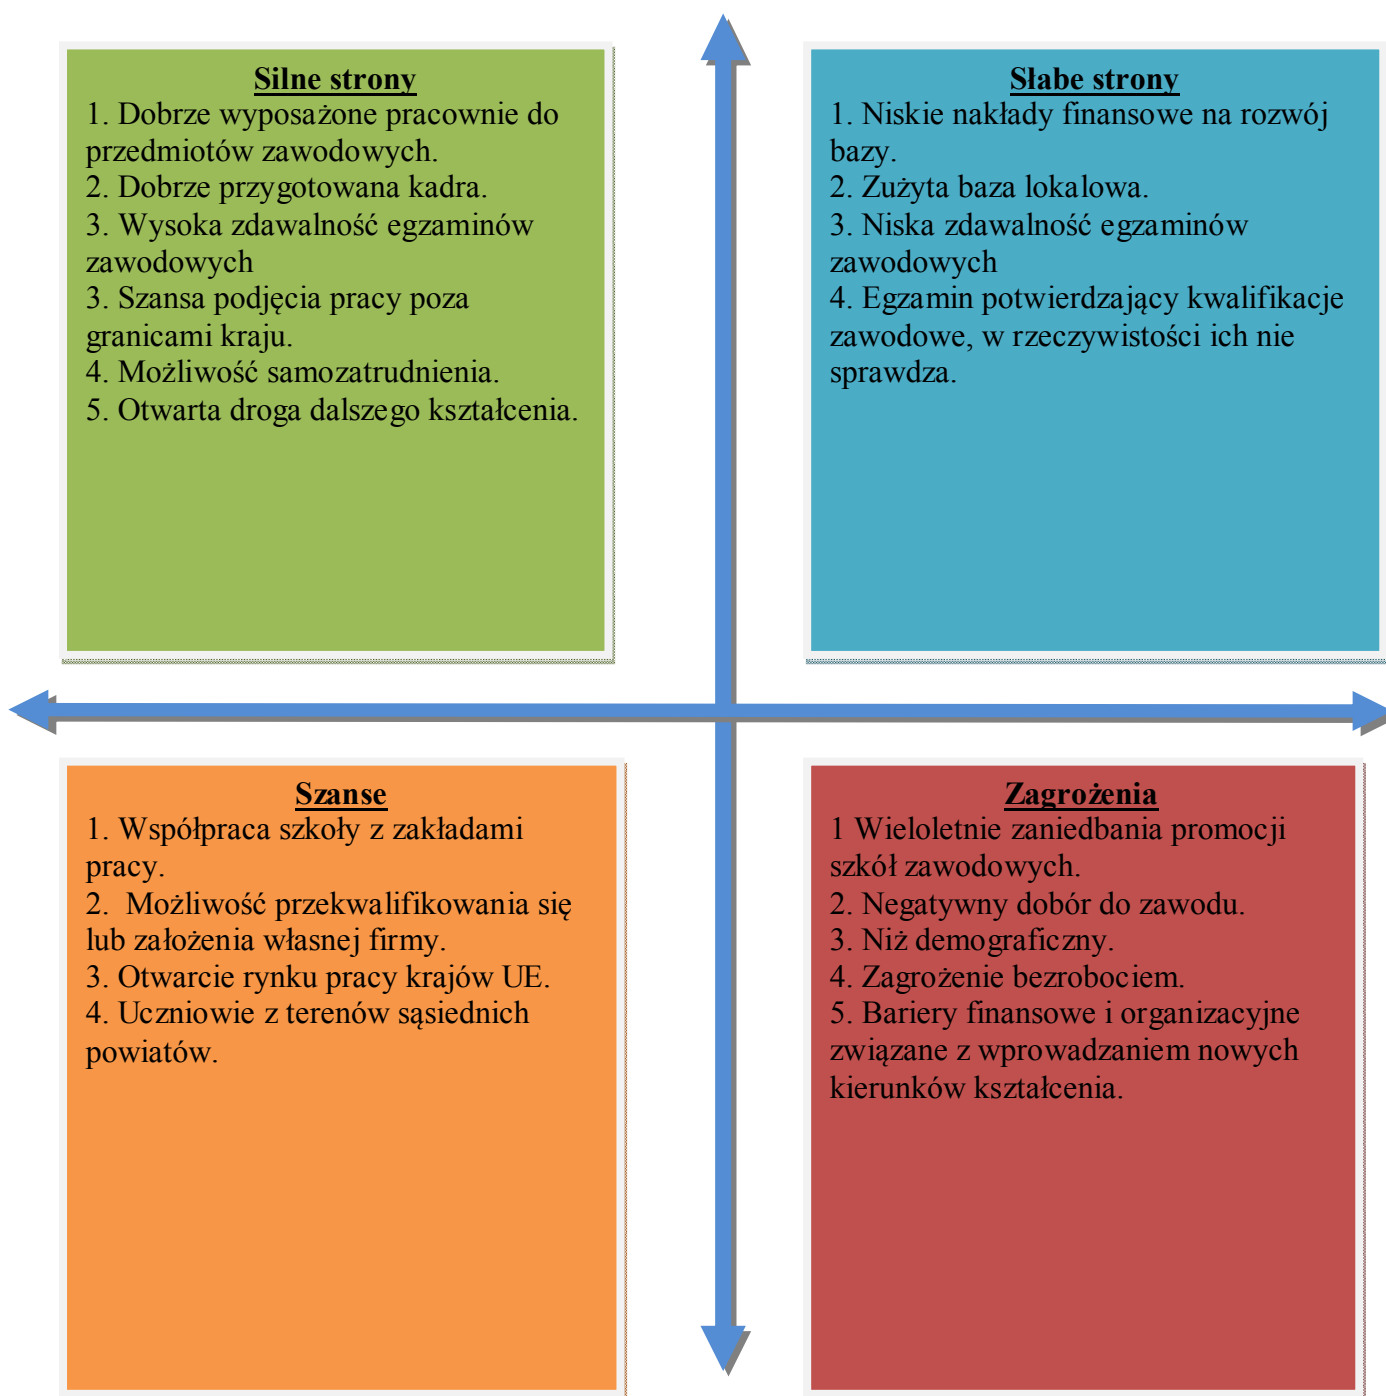 Silne strony
1. Dobrze wyposażone pracownie do
przedmiotów zawodowych.
2. Dobrze przygotowana kadra.
3. Wysoka zdawalność egzaminów
zawodowych
3. Szansa podjęcia pracy poza
granicami kraju.
4. Możliwość samozatrudnienia.
5. Otwarta droga dalszego kształcenia.
Słabe strony
1. Niskie nakłady finansowe na rozwój
bazy.
2. Zużyta baza lokalowa.
3. Niska zdawalność egzaminów
zawodowych
4. Egzamin potwierdzający kwalifikacje
zawodowe, w rzeczywistości ich nie
sprawdza.
Szanse
1. Współpraca szkoły z zakładami
pracy.
2.  Możliwość przekwalifikowania się
lub założenia własnej firmy.
3. Otwarcie rynku pracy krajów UE.
4. Uczniowie z terenów sąsiednich
powiatów.
Zagrożenia
1 Wieloletnie zaniedbania promocji
szkół zawodowych.
2. Negatywny dobór do zawodu.
3. Niż demograficzny.
4. Zagrożenie bezrobociem.
5. Bariery finansowe i organizacyjne
związane z wprowadzaniem nowych
kierunków kształcenia.